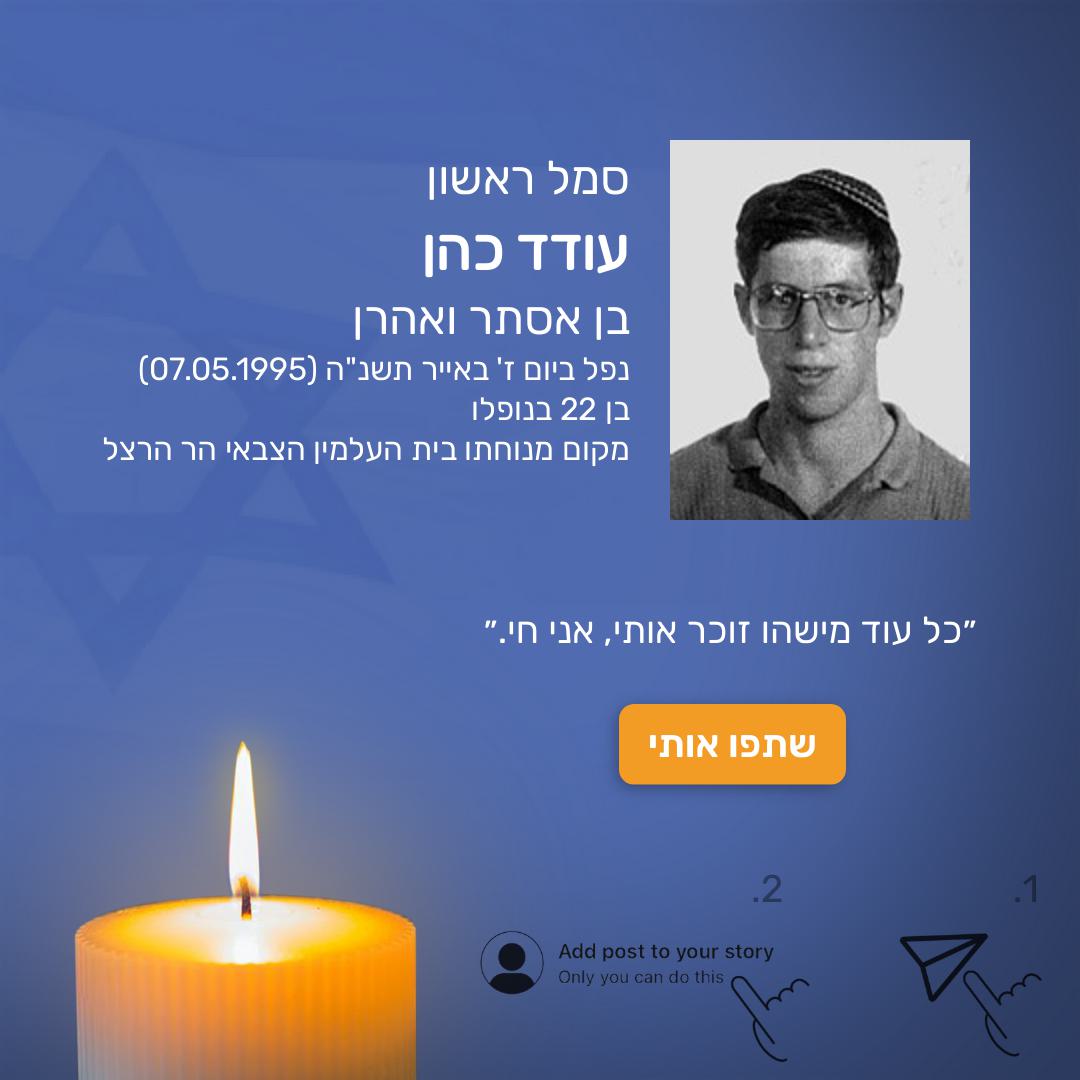 סמל ראשון
עודד כהן
בן אסתר ואהרן
נפל ביום ז' באייר תשנ"ה (07.05.1995)
בן 22 בנופלו
מקום מנוחתו בית העלמין הצבאי הר הרצל
״כל עוד מישהו זוכר אותי, אני חי.״
שתפו אותי
1.
2.
Add post to your story
Only you can do this